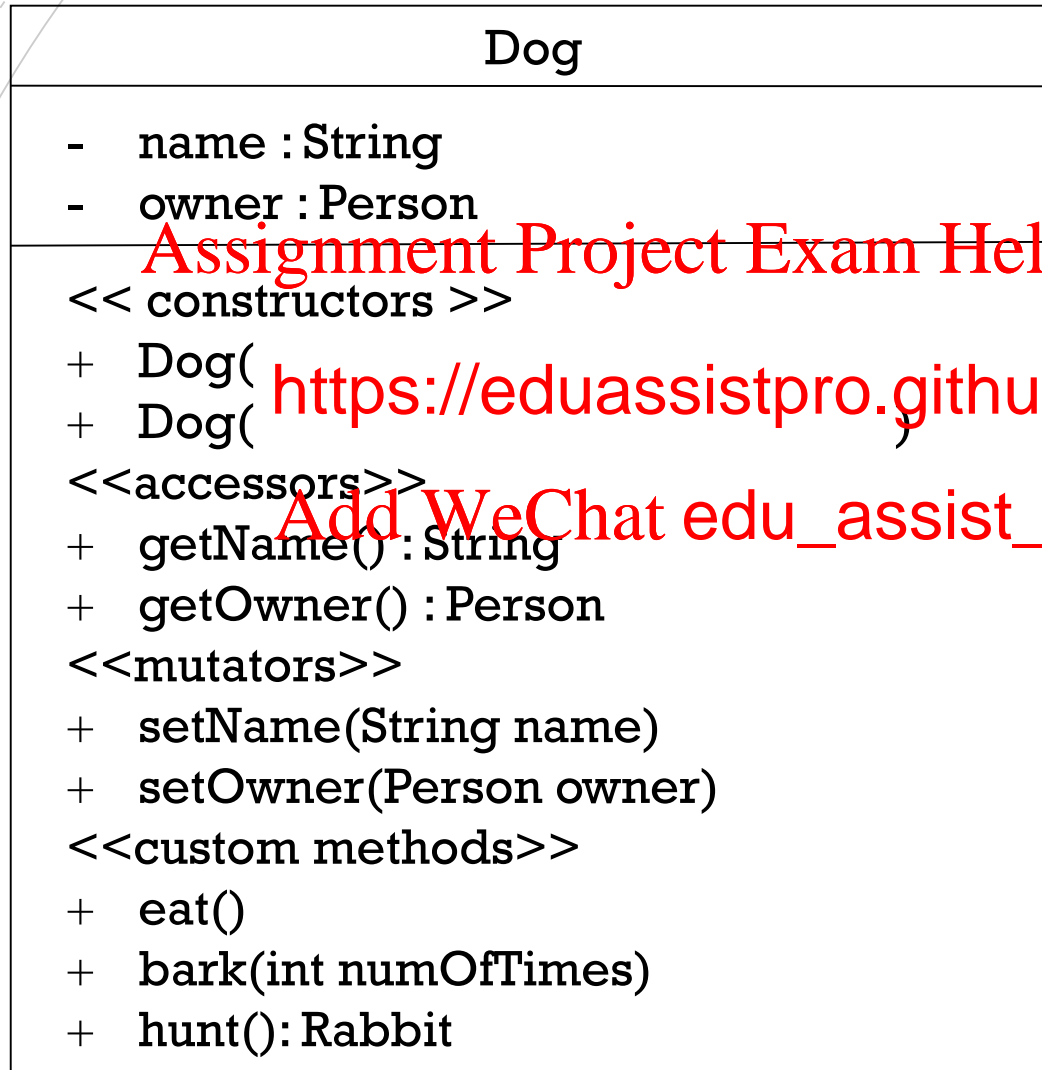 Dog
- name : String
- owner : Person
Assignment Project Exam Hel
<< constructors >>
+ Dog(
https://eduassistpro.githu
+ Dog( )
<<accessors>>
Add WeChat edu_assist_
+ getName() : String
+ getOwner() : Person
<<mutators>>
+ setName(String name)
+ setOwner(Person owner)
<<custom methods>>
+ eat()
+ bark(int numOfTimes)
+ hunt(): Rabbit